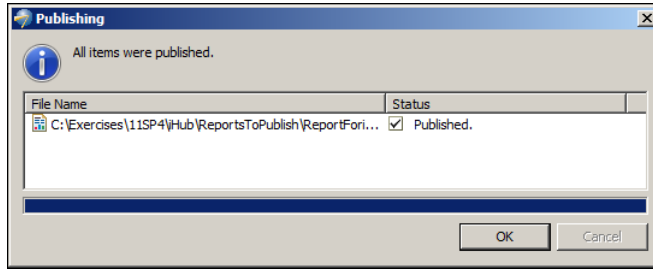 Publishing
All items were published.
File Name Status
C:\Exercises\11SP4\iHub\ReportsToPublish\ReportFori... Published.
OK Cancel